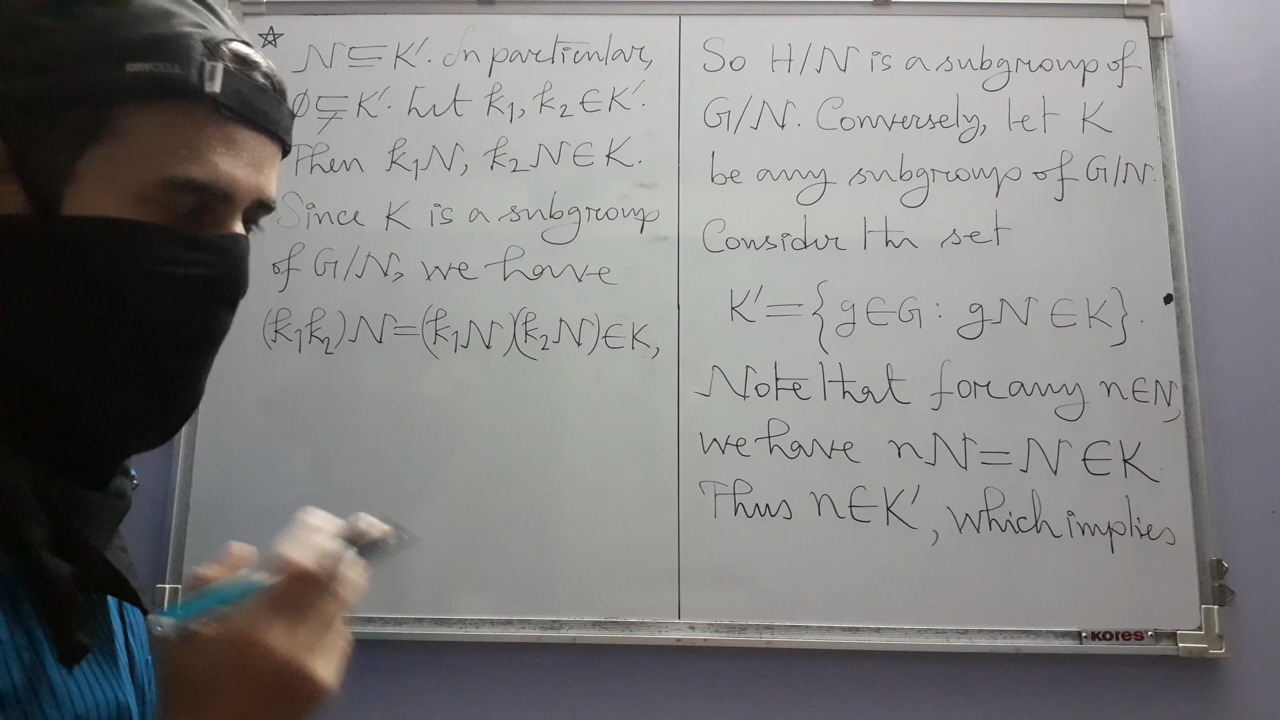 ☆ N⊆K'. In particular,
∅⊊K'. Let k₁, k₂∈K'.
Then k₁N, k₂N∈K.
Since K is a subgroup
of G/N, we have
(k₁k₂)N=(k₁N)(k₂N)∈K,
So H/N is a subgroup of
G/N. Conversely, let K
be any subgroup of G/N.
Consider the set
K'={g∈G: gN∈K}.
Note that for any n∈N,
we have nN=N∈K.
Thus n∈K', which implies
kores
DRYCELL